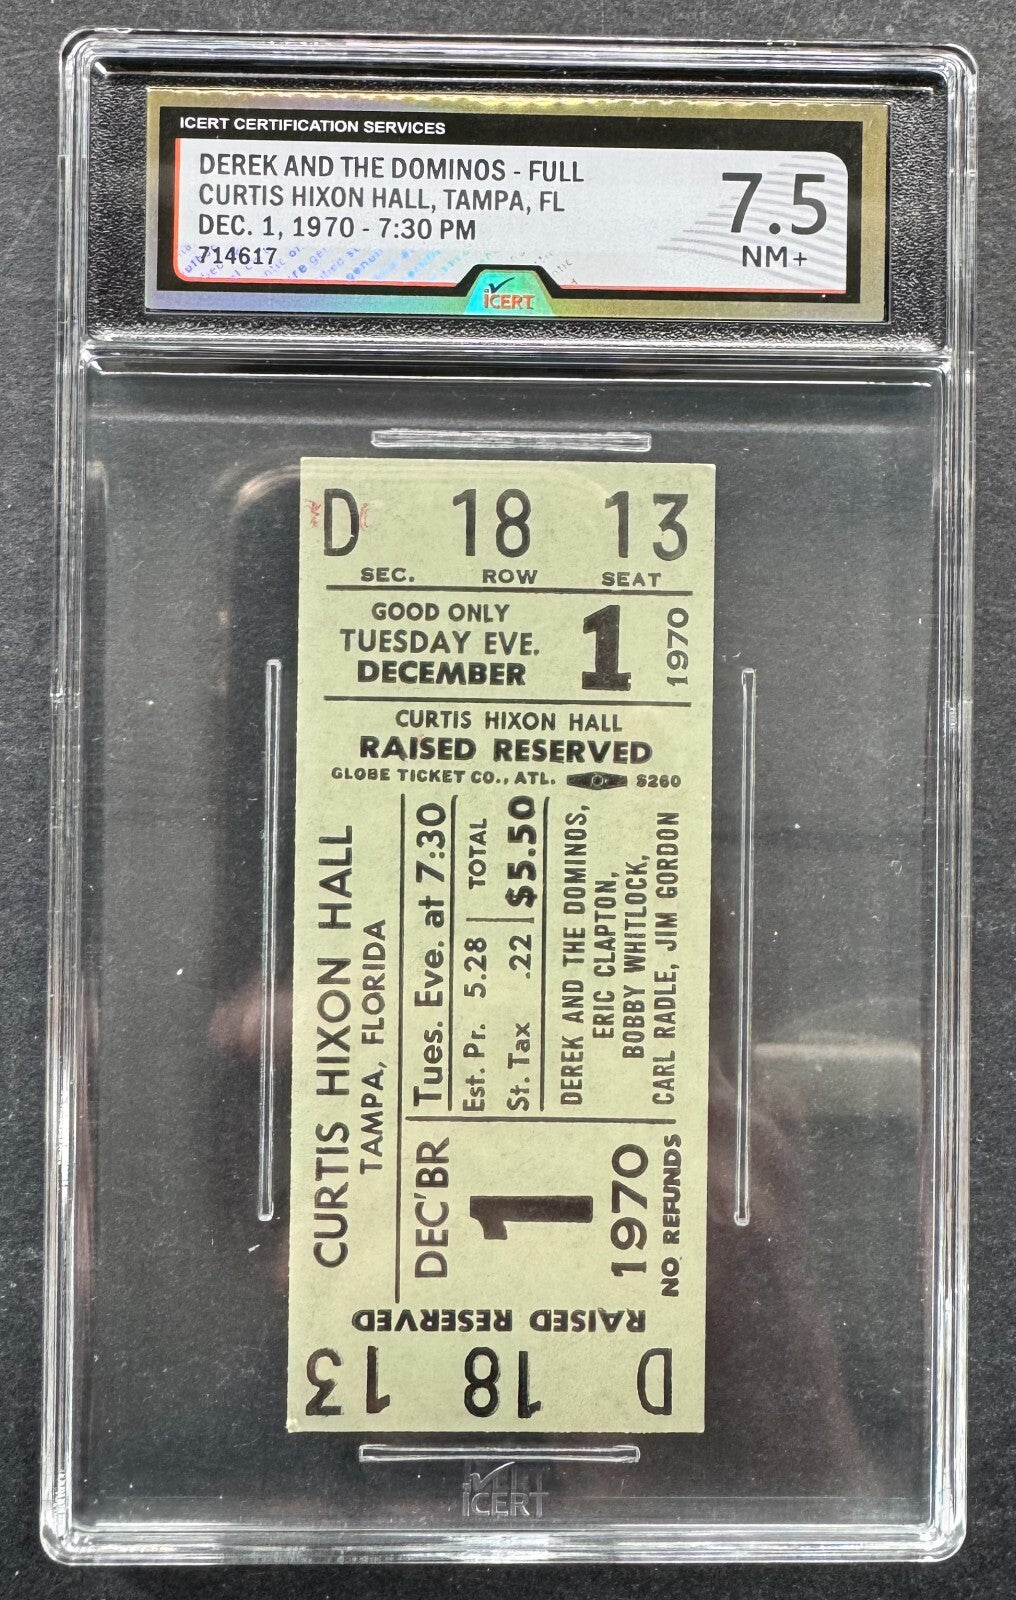 ICERT CERTIFICATION SERVICES
DEREK AND THE DOMINOS - FULL
CURTIS HIXON HALL, TAMPA, FL
DEC. 1, 1970 - 7:30 PM
714617
7.5
NM+
ICERT
D 18 13
SEC. ROW SEAT
GOOD ONLY
TUESDAY EVE.
DECEMBER
1
1970
CURTIS HIXON HALL
RAISED RESERVED
GLOBE TICKET CO., ATL. S260
CURTIS HIXON HALL
TAMPA, FLORIDA
DEC'BR
1
1970
NO REFUNDS
Tues. Eve. at 7:30
Est. Pr. 5.28 TOTAL
St. Tax .22 $5.50
DEREK AND THE DOMINOS,
ERIC CLAPTON,
BOBBY WHITLOCK,
CARL RADLE, JIM GORDON
RAISED RESERVED
D 18 13
ICERT